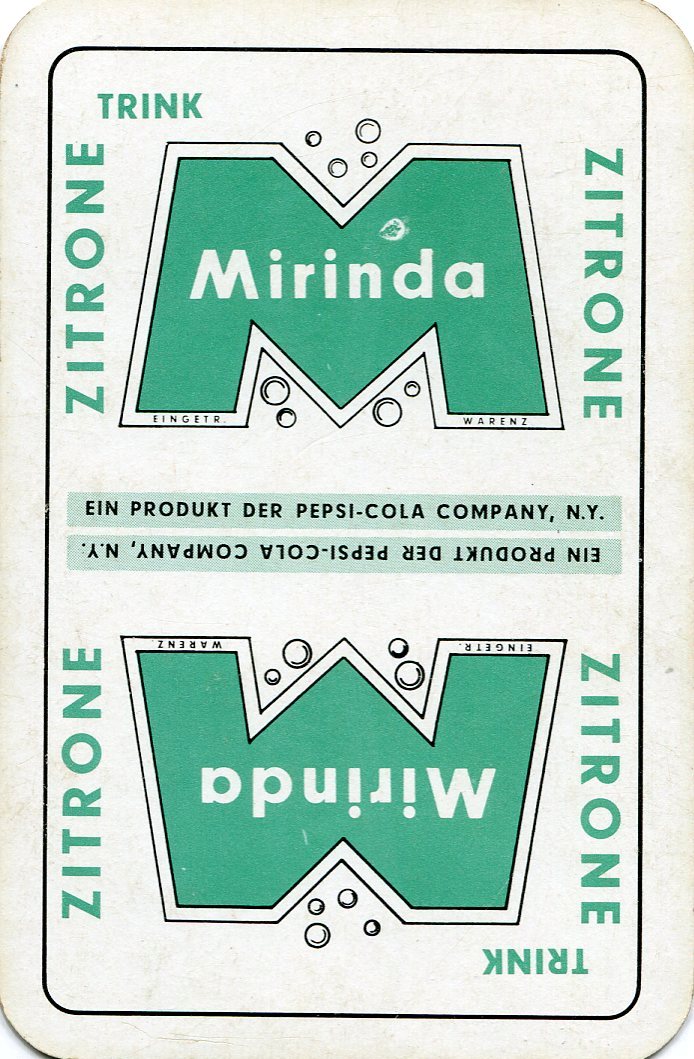 TRINK
ZITRONE
ZITRONE
Mirinda
EINGETR.
WARENZ
EIN PRODUKT DER PEPSI-COLA COMPANY, N.Y.
EIN PRODUKT DER PEPSI-COLA COMPANY, N.Y.
WARENZ
EINGETR.
ZITRONE
ZITRONE
Mirinda
TRINK